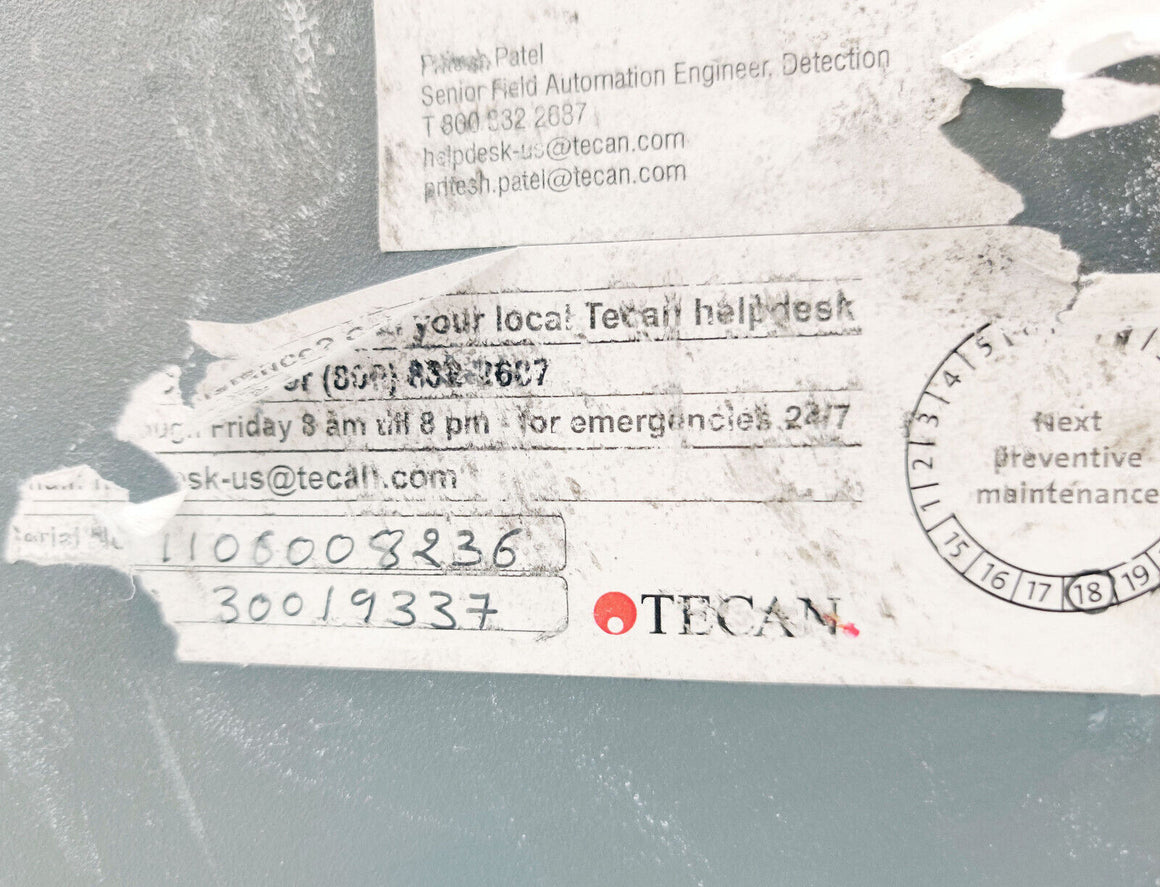 Patel
Senior Field Automation Engineer, Detection
T 800 832 2687
helpdesk-us@tecan.com
pritesh.patel@tecan.com
your local Tecan helpdesk
or (800) 832-2687
Friday 8 am till 8 pm - for emergencies 24/7
sk-us@tecan.com
Serial
1106008236
30019337
TECAN.
1 2 3 4 5
Next
preventive
maintenance
15 16 17 18 19